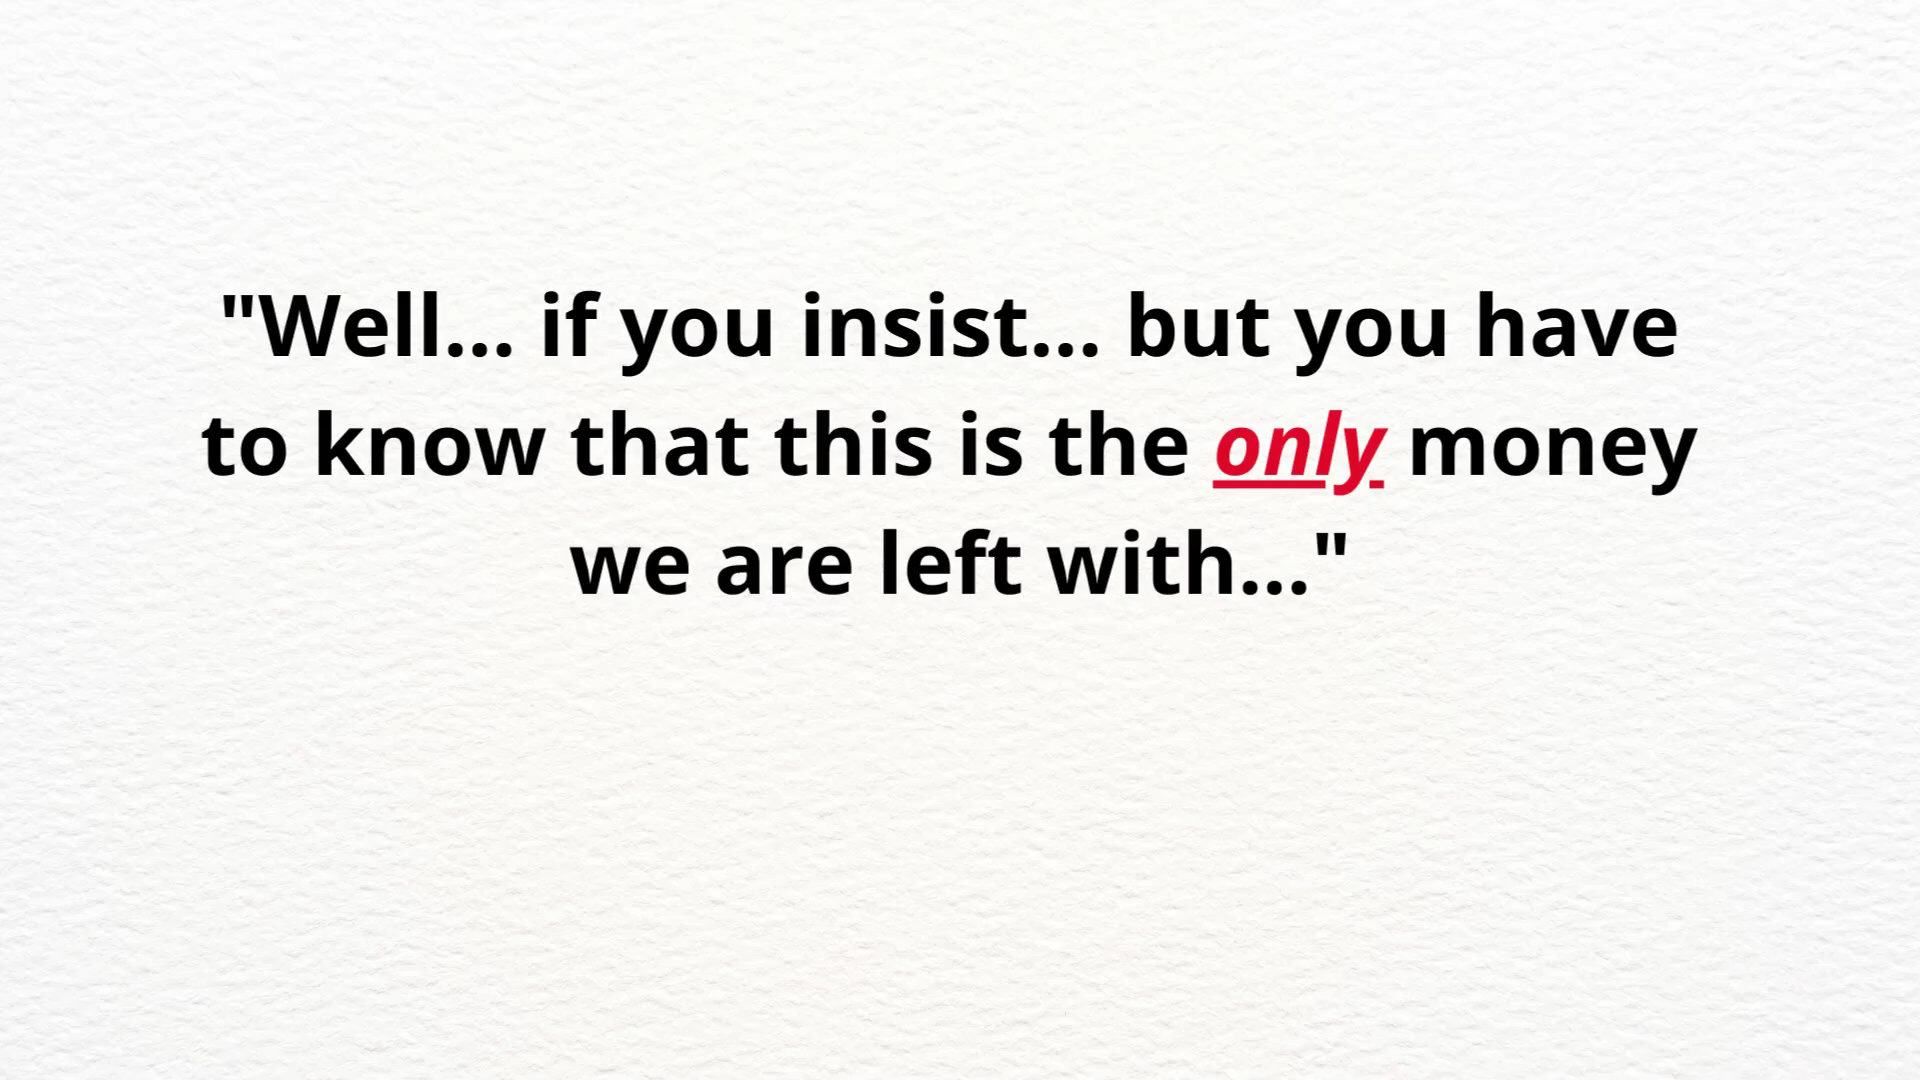 "Well... if you insist... but you have
to know that this is the only money
we are left with..."